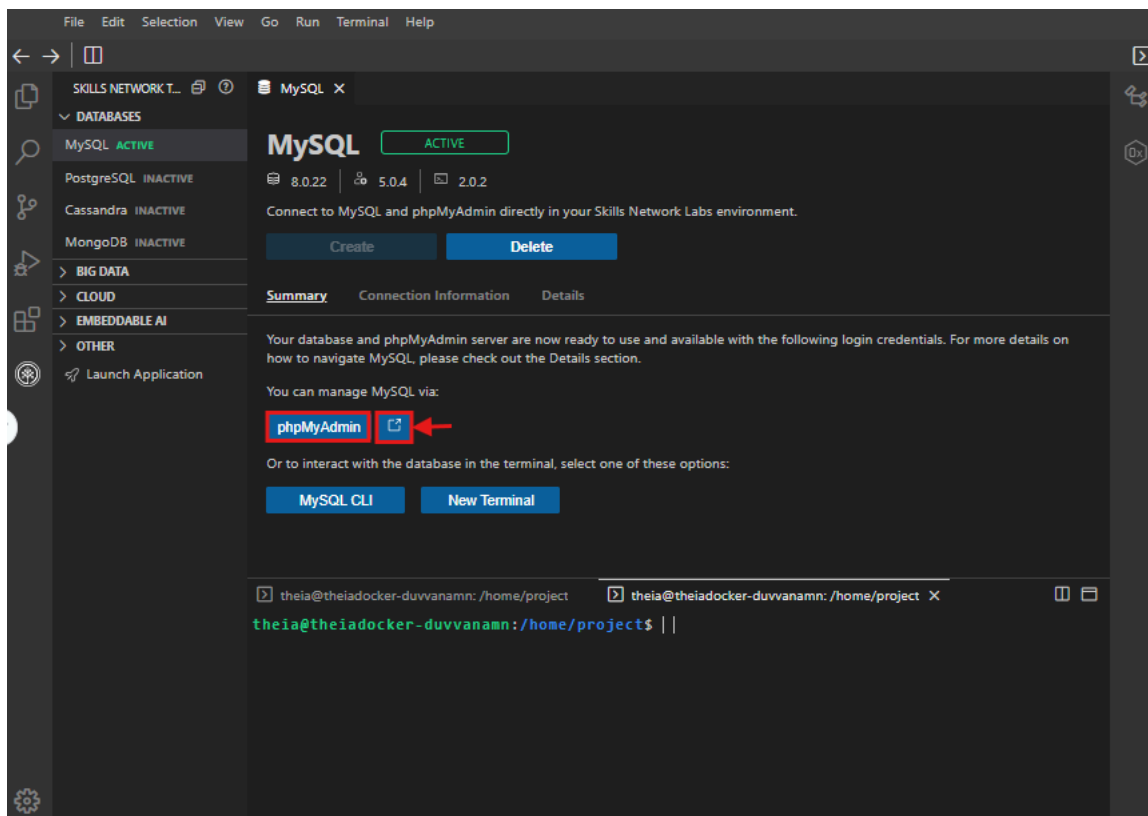 File Edit Selection View Go Run Terminal Help
SKILLS NETWORK T...
DATABASES
MySQL ACTIVE
PostgreSQL INACTIVE
Cassandra INACTIVE
MongoDB INACTIVE
BIG DATA
CLOUD
EMBEDDABLE AI
OTHER
Launch Application
MySQL
MySQL ACTIVE
8.0.22 5.0.4 2.0.2
Connect to MySQL and phpMyAdmin directly in your Skills Network Labs environment.
Create Delete
Summary Connection Information Details
Your database and phpMyAdmin server are now ready to use and available with the following login credentials. For more details on
how to navigate MySQL, please check out the Details section.
You can manage MySQL via:
phpMyAdmin
Or to interact with the database in the terminal, select one of these options:
MySQL CLI New Terminal
theia@theiadocker-duvvanamn: /home/project theia@theiadocker-duvvanamn: /home/project
theia@theiadocker-duvvanamn:/home/project$